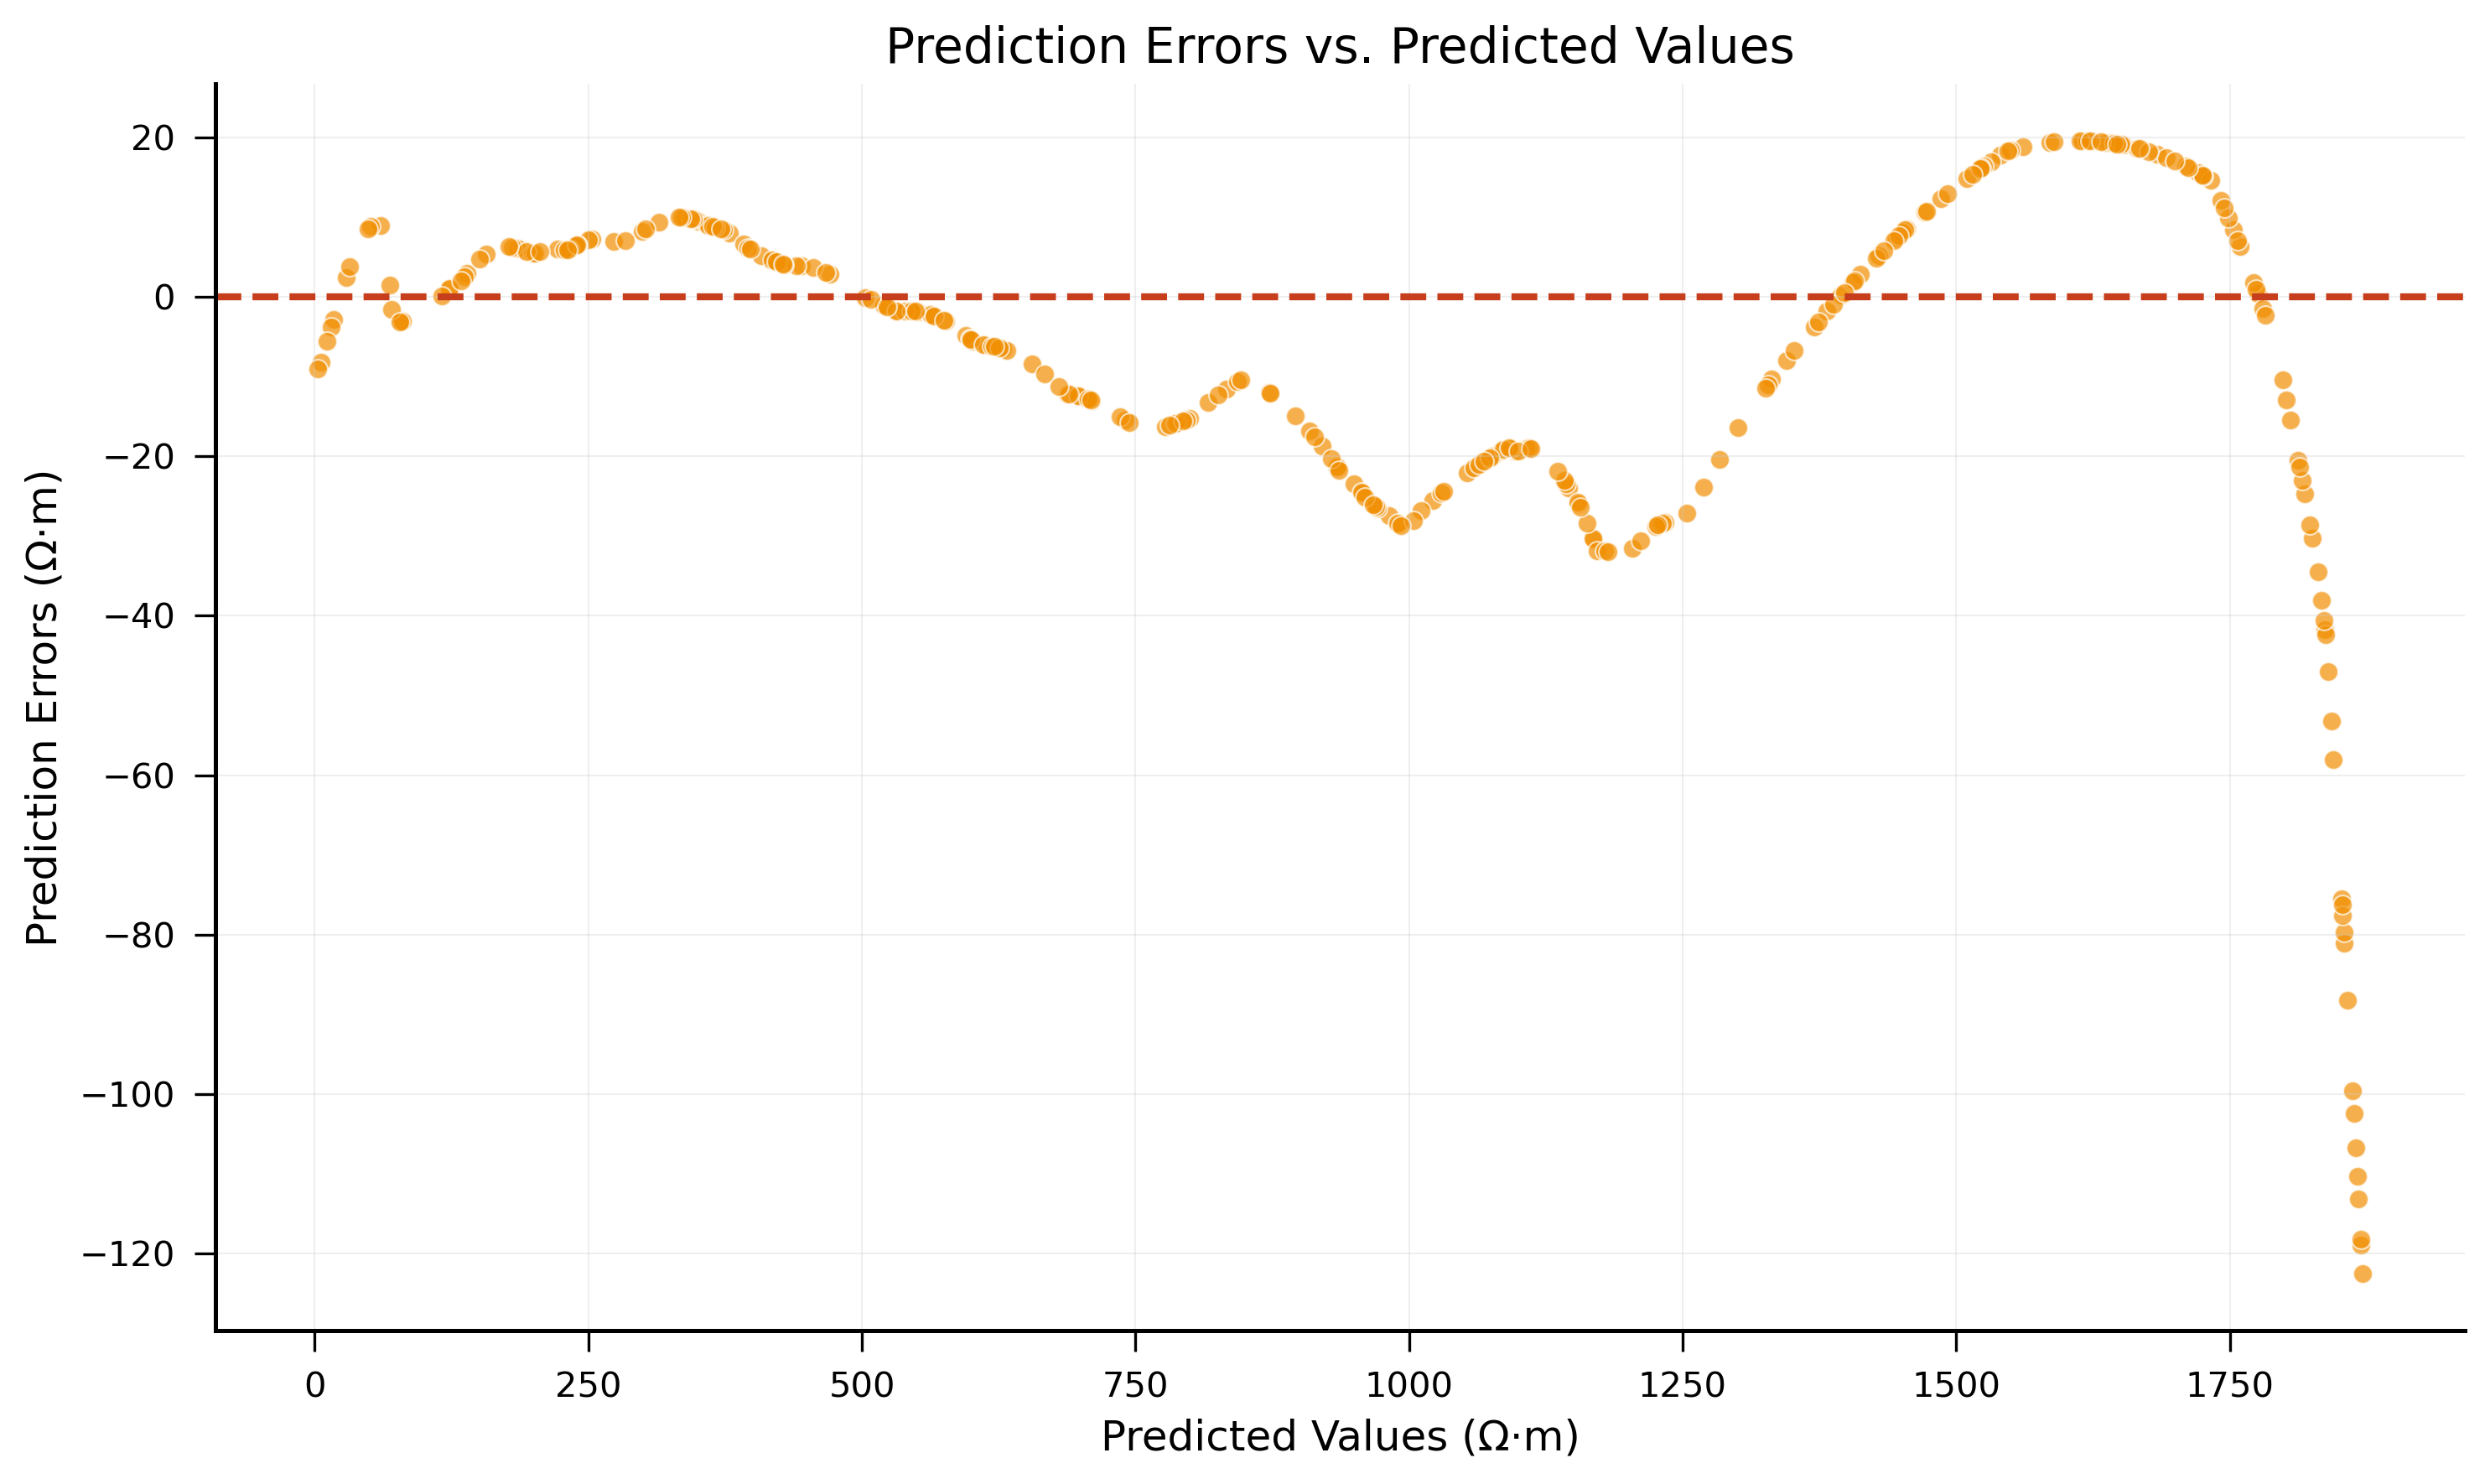 Prediction Errors vs. Predicted Values
Prediction Errors (Ω·m)
20
0
−20
−40
−60
−80
−100
−120
0 250 500 750 1000 1250 1500 1750
Predicted Values (Ω·m)